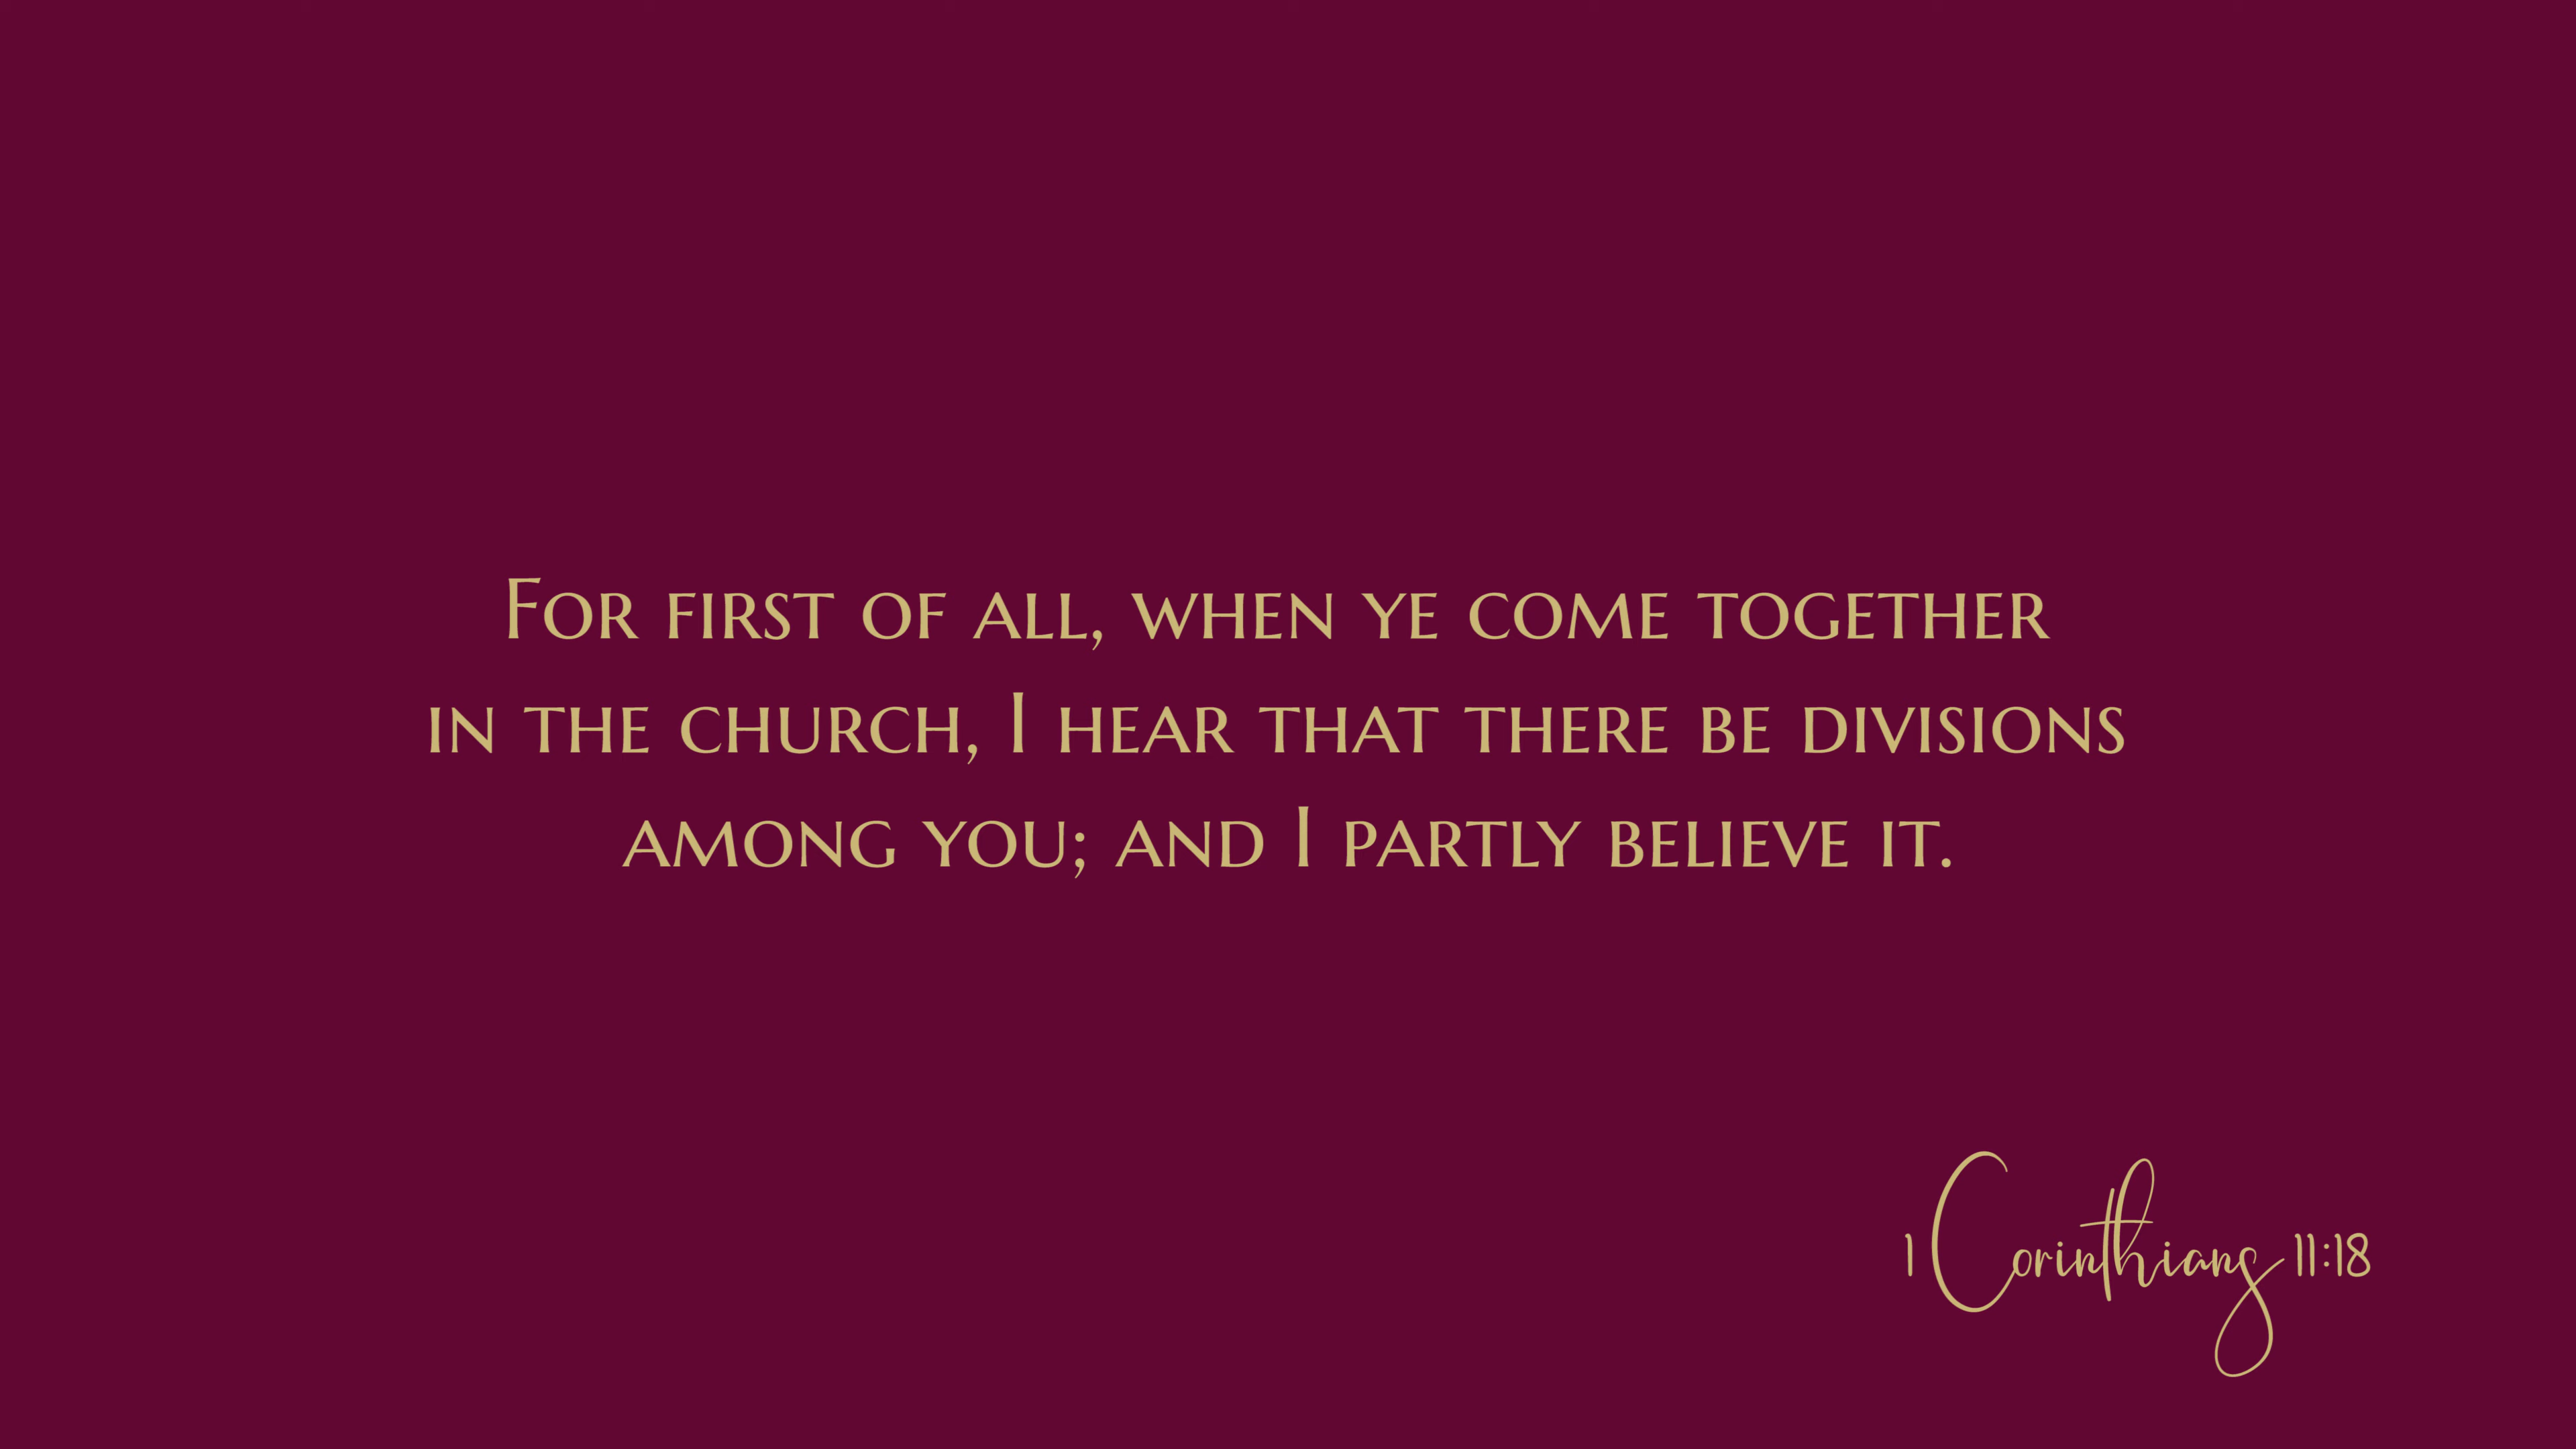 For first of all, when ye come together
in the church, I hear that there be divisions
among you; and I partly believe it.
1 Corinthians 11:18